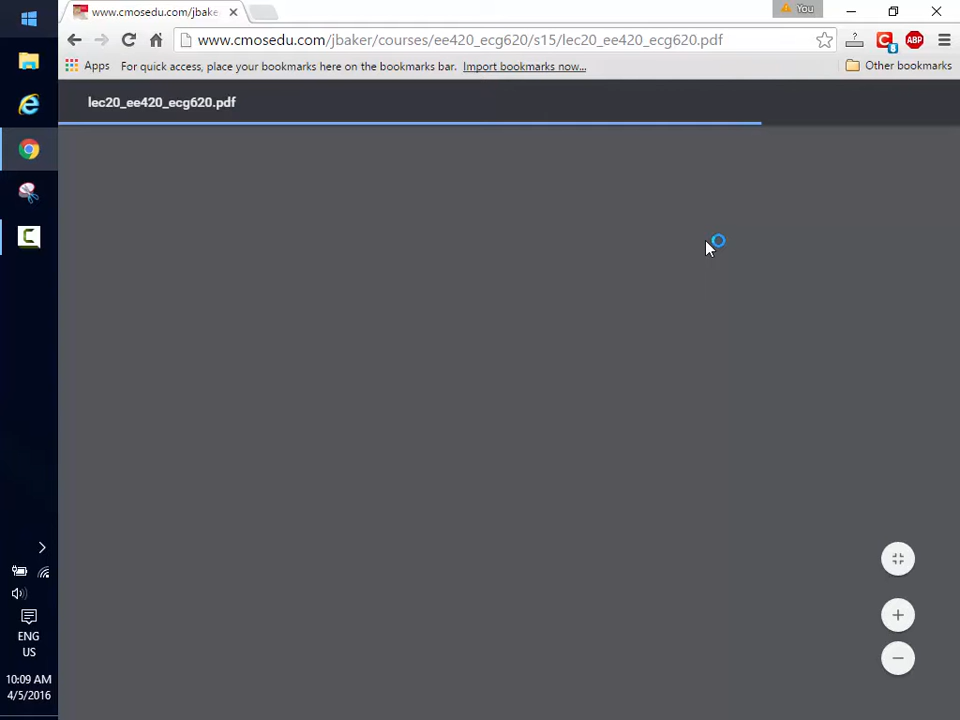 www.cmosedu.com/jbake
You
www.cmosedu.com/jbaker/courses/ee420_ecg620/s15/lec20_ee420_ecg620.pdf
8
ABP
Apps
For quick access, place your bookmarks here on the bookmarks bar.
Import bookmarks now...
Other bookmarks
lec20_ee420_ecg620.pdf
ENG
US
10:09 AM
4/5/2016